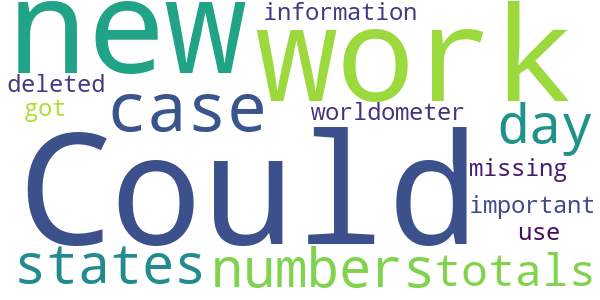 new
information
work
deleted
got
case
worldometer
day
Could
missing
important
use
states
numbers
totals